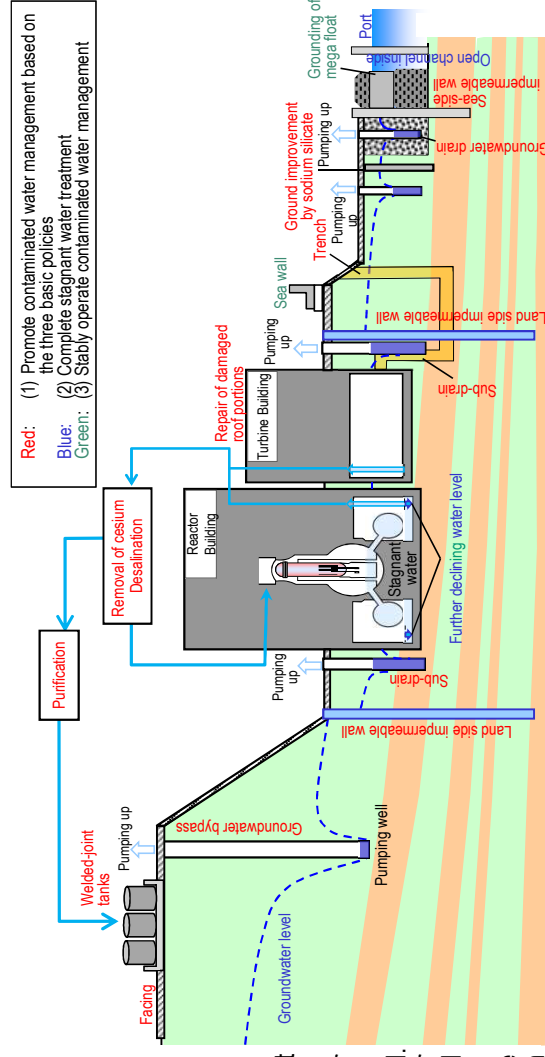 Red: (1) Promote contaminated water management based on
the three basic policies
Blue: (2) Complete stagnant water treatment
Green: (3) Stably operate contaminated water management
Purification
Removal of cesium
Desalination
Welded-joint
tanks
Pumping up
Facing
Groundwater bypass
Groundwater level
Pumping well
Land side impermeable
wall
Pumping
up
Sub-drain
Reactor
Building
Stagnant
water
Further declining water level
Repair of damaged
roof portions
Turbine Building
Pumping
up
Sub-drain
Land side impermeable
wall
Sea wall
Trench
Ground improvement
by sodium silicate
Pumping
up
Pumping up
Groundwater drain
Sea-side
impermeable wall
Grounding of
mega float
Open channel inside
Port